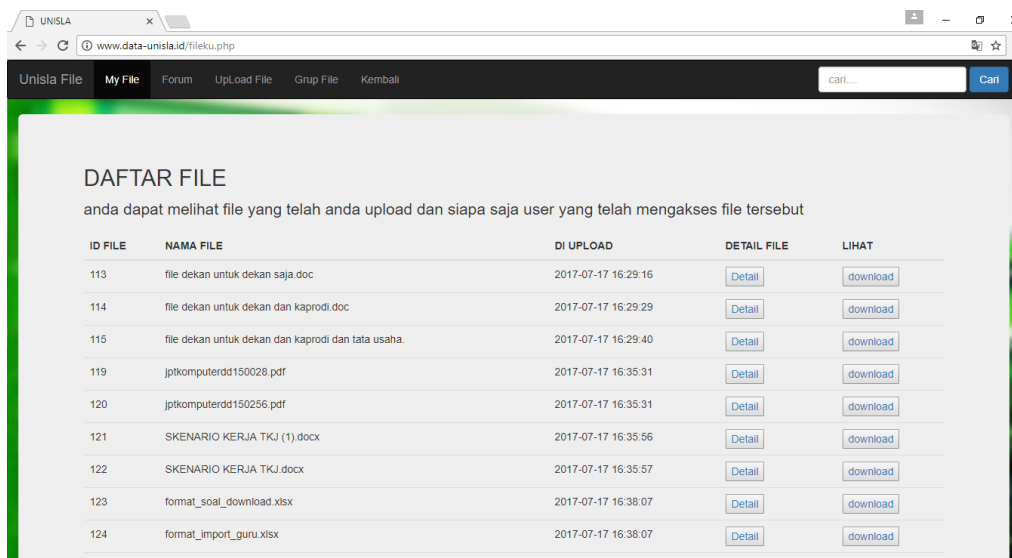 UNISLA
www.data-unisla.id/fileku.php
Unisla File My File Forum UpLoad File Grup File Kembali cari.... Cari
DAFTAR FILE
anda dapat melihat file yang telah anda upload dan siapa saja user yang telah mengakses file tersebut
ID FILE NAMA FILE DI UPLOAD DETAIL FILE LIHAT
113 file dekan untuk dekan saja.doc 2017-07-17 16:29:16 Detail download
114 file dekan untuk dekan dan kaprodi.doc 2017-07-17 16:29:29 Detail download
115 file dekan untuk dekan dan kaprodi dan tata usaha. 2017-07-17 16:29:40 Detail download
119 jptkomputerdd150028.pdf 2017-07-17 16:35:31 Detail download
120 jptkomputerdd150256.pdf 2017-07-17 16:35:31 Detail download
121 SKENARIO KERJA TKJ (1).docx 2017-07-17 16:35:56 Detail download
122 SKENARIO KERJA TKJ.docx 2017-07-17 16:35:57 Detail download
123 format_soal_download.xlsx 2017-07-17 16:38:07 Detail download
124 format_import_guru.xlsx 2017-07-17 16:38:07 Detail download